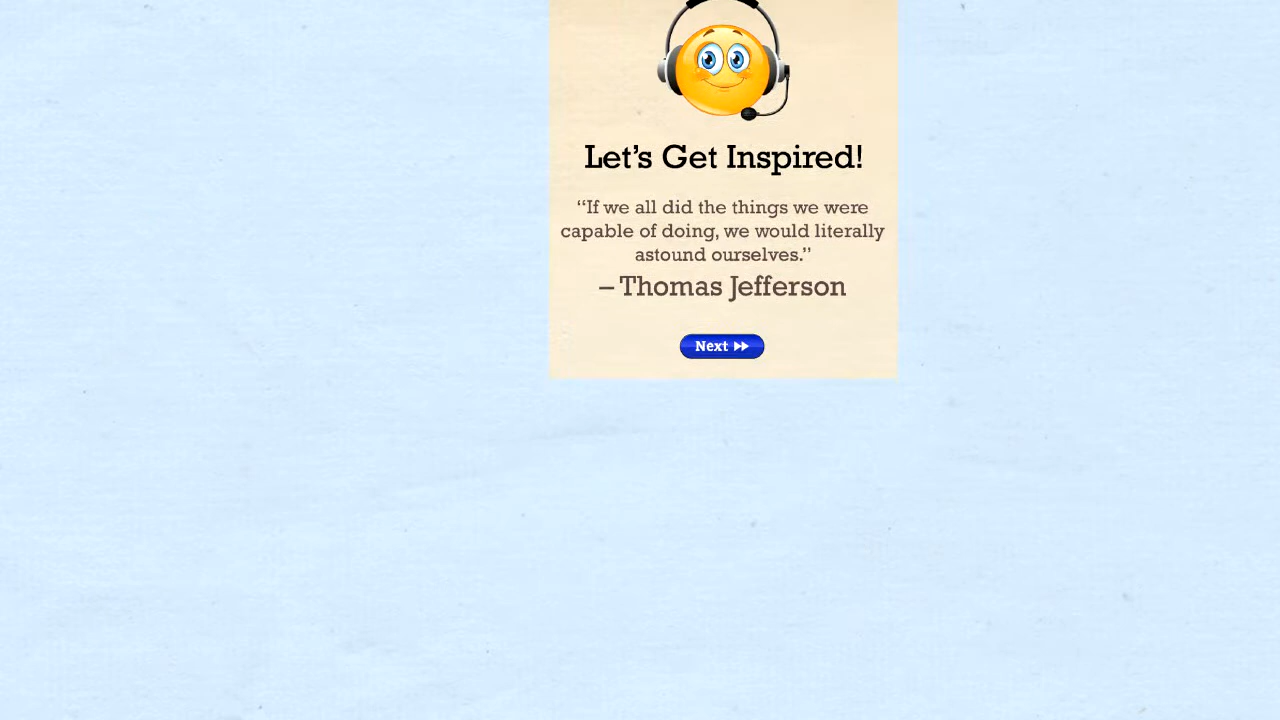 Let’s Get Inspired!
“If we all did the things we were
capable of doing, we would literally
astound ourselves.”
– Thomas Jefferson
Next